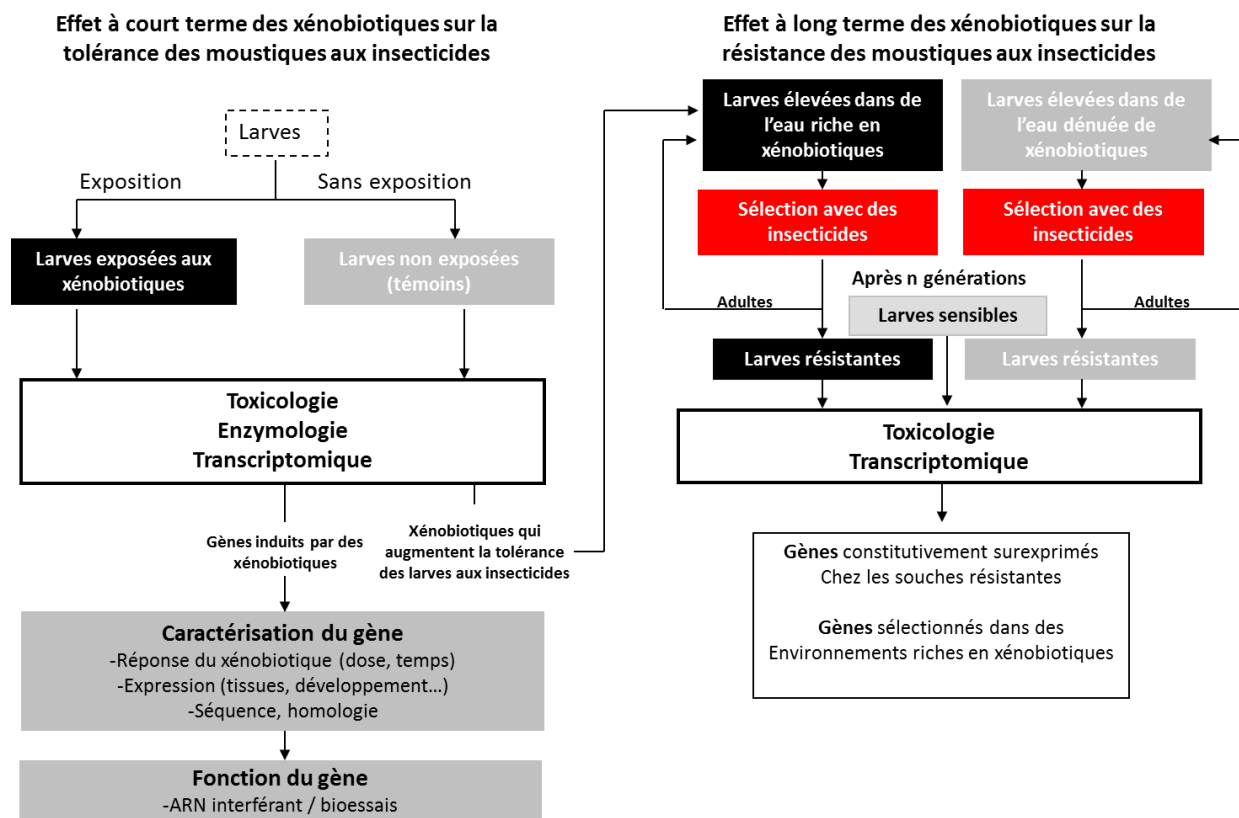 Effet à court terme des xénobiotiques sur la
tolérance des moustiques aux insecticides
Larves
Exposition
Sans exposition
Larves exposées aux
xénobiotiques
Larves non exposées
(témoins)
Toxicologie
Enzymologie
Transcriptomique
Gènes induits par des
xénobiotiques
Xénobiotiques qui
augmentent la tolérance
des larves aux insecticides
Caractérisation du gène
-Réponse du xénobiotique (dose, temps)
-Expression (tissues, développement…)
-Séquence, homologie
Fonction du gène
-ARN interférant / bioessais
Effet à long terme des xénobiotiques sur la
résistance des moustiques aux insecticides
Larves élevées dans de
l’eau riche en
xénobiotiques
Larves élevées dans de
l’eau dénuée de
xénobiotiques
Sélection avec des
insecticides
Sélection avec des
insecticides
Après n générations
Adultes
Adultes
Larves sensibles
Larves résistantes
Larves résistantes
Toxicologie
Transcriptomique
Gènes constitutivement surexprimés
Chez les souches résistantes
Gènes sélectionnés dans des
Environnements riches en xénobiotiques